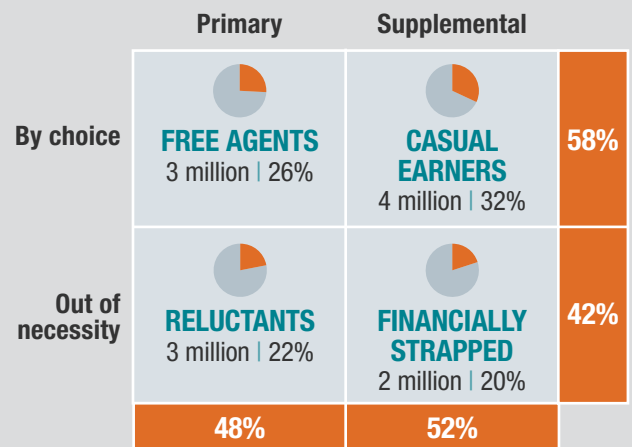 Primary
Supplemental
By choice
FREE AGENTS
3 million | 26%
CASUAL
EARNERS
4 million | 32%
58%
Out of
necessity
RELUCTANTS
3 million | 22%
FINANCIALLY
STRAPPED
2 million | 20%
42%
48%
52%